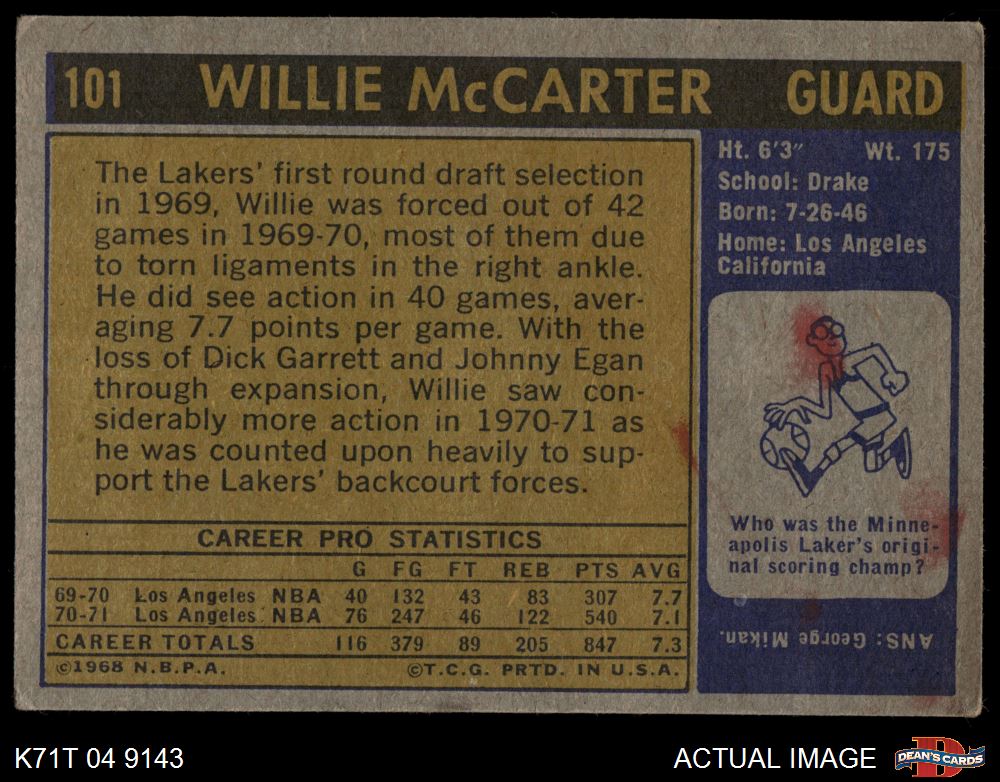 101 WILLIE McCARTER GUARD
The Lakers' first round draft selection
in 1969, Willie was forced out of 42
games in 1969-70, most of them due
to torn ligaments in the right ankle.
He did see action in 40 games, aver-
aging 7.7 points per game. With the
loss of Dick Garrett and Johnny Egan
through expansion, Willie saw con-
siderably more action in 1970-71 as
he was counted upon heavily to sup-
port the Lakers' backcourt forces.
CAREER PRO STATISTICS
G FG FT REB PTS AVG
69-70 Los Angeles NBA 40 132 43 83 307 7.7
70-71 Los Angeles NBA 76 247 46 122 540 7.1
CAREER TOTALS 116 379 89 205 847 7.3
©1968 N.B.P.A. ©T.C.G. PRTD. IN U.S.A.
Ht. 6'3" Wt. 175
School: Drake
Born: 7-26-46
Home: Los Angeles
California
Who was the Minne-
apolis Laker's origi-
nal scoring champ?
ANS: George Mikan.
K71T 04 9143
ACTUAL IMAGE
D
DEAN'S CARDS